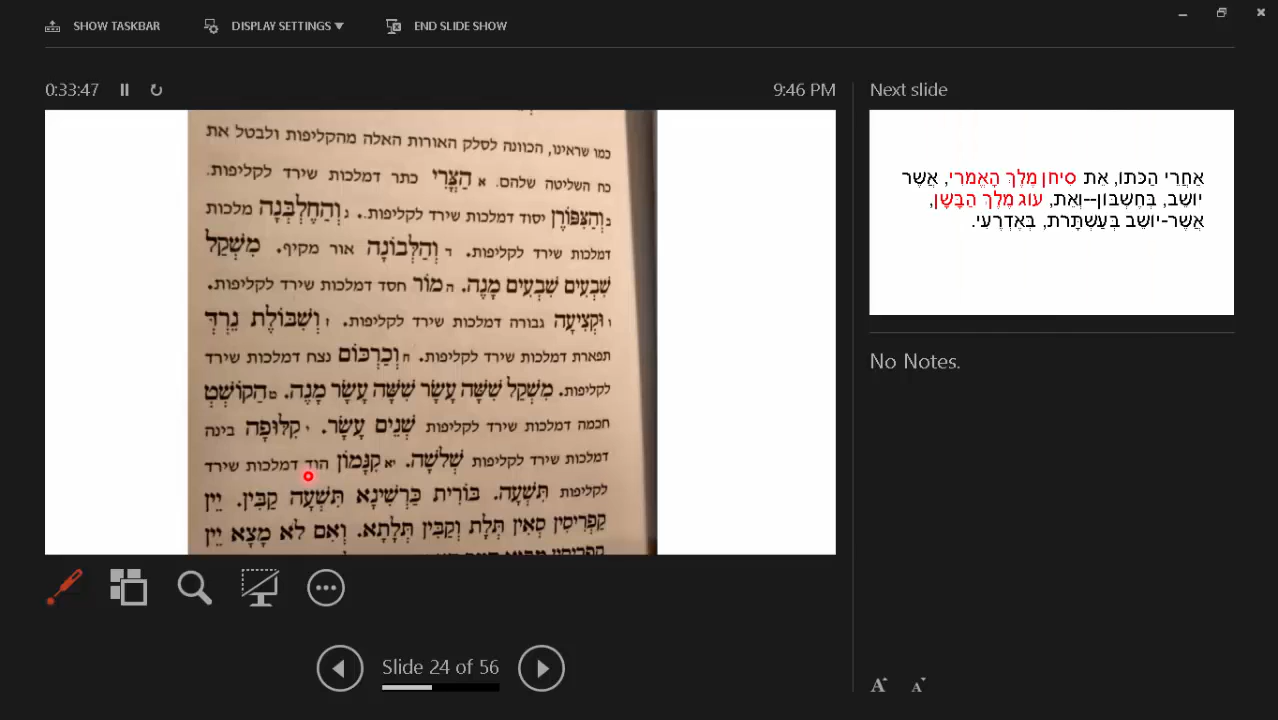 SHOW TASKBAR
DISPLAY SETTINGS
END SLIDE SHOW
0:33:47
9:46 PM
כמו שראינו, הכוונה לסלק האורות האלה מהקליפות ולבטל את
כח השליטה שלהם. א הַצֳּרִי כתר דמלכות שירד לקליפות.
ב וְהַצִּפּוֹרֶן יסוד דמלכות שירד לקליפות. ג וְהַחֶלְבְּנָה מלכות
דמלכות שירד לקליפות. ד וְהַלְּבוֹנָה אור מקיף. מִשְׁקַל
שִׁבְעִים שִׁבְעִים מָנֶה. ה מוֹר חסד דמלכות שירד לקליפות.
ו וּקְצִיעָה גבורה דמלכות שירד לקליפות. ז וְשִׁבּוֹלֶת נֵרְדְּ
תפארת דמלכות שירד לקליפות. ח וְכַרְכּוֹם נצח דמלכות שירד
לקליפות. מִשְׁקַל שִׁשָּׁה עָשָׂר שִׁשָּׁה עָשָׂר מָנֶה. ט הַקּוֹשְׁטְ
חכמה דמלכות שירד לקליפות שְׁנֵים עָשָׂר. י קִלּוּפָה בינה
דמלכות שירד לקליפות שְׁלֹשָׁה. יא קִנָּמוֹן הוד דמלכות שירד
לקליפות תִּשְׁעָה. בּוֹרִית כַּרְשִׁינָא תִּשְׁעָה קַבִּין. יֵין
קַפְרִיסִין סְאִין תְּלָת וְקַבִּין תְּלָתָא. וְאִם לֹא מָצָא יֵין
Slide 24 of 56
Next slide
אַחֲרֵי הַכֹּתוֹ, אֵת סִיחֹן מֶלֶךְ הָאֱמֹרִי, אֲשֶׁר
יוֹשֵׁב, בְּחֶשְׁבּוֹן--וְאֵת, עוֹג מֶלֶךְ הַבָּשָׁן,
אֲשֶׁר-יוֹשֵׁב בְּעַשְׁתָּרֹת, בְּאֶדְרֶעִי.
No Notes.
A A